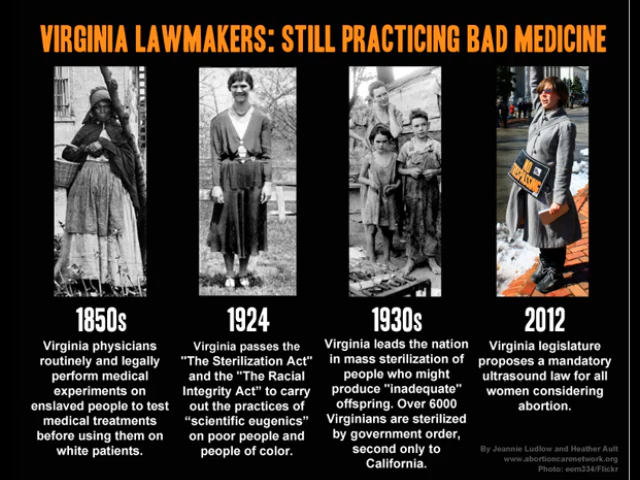 VIRGINIA LAWMAKERS: STILL PRACTICING BAD MEDICINE
NO
TRESPASSING
1850s
Virginia physicians
routinely and legally
perform medical
experiments on
enslaved people to test
medical treatments
before using them on
white patients.
1924
Virginia passes the
"The Sterilization Act"
and the "The Racial
Integrity Act" to carry
out the practices of
“scientific eugenics”
on poor people and
people of color.
1930s
Virginia leads the nation
in mass sterilization of
people who might
produce "inadequate"
offspring. Over 6000
Virginians are sterilized
by government order,
second only to
California.
2012
Virginia legislature
proposes a mandatory
ultrasound law for all
women considering
abortion.
By Jeannie Ludlow and Heather Ault
www.abortioncarenetwork.org
Photo: eem334/Flickr